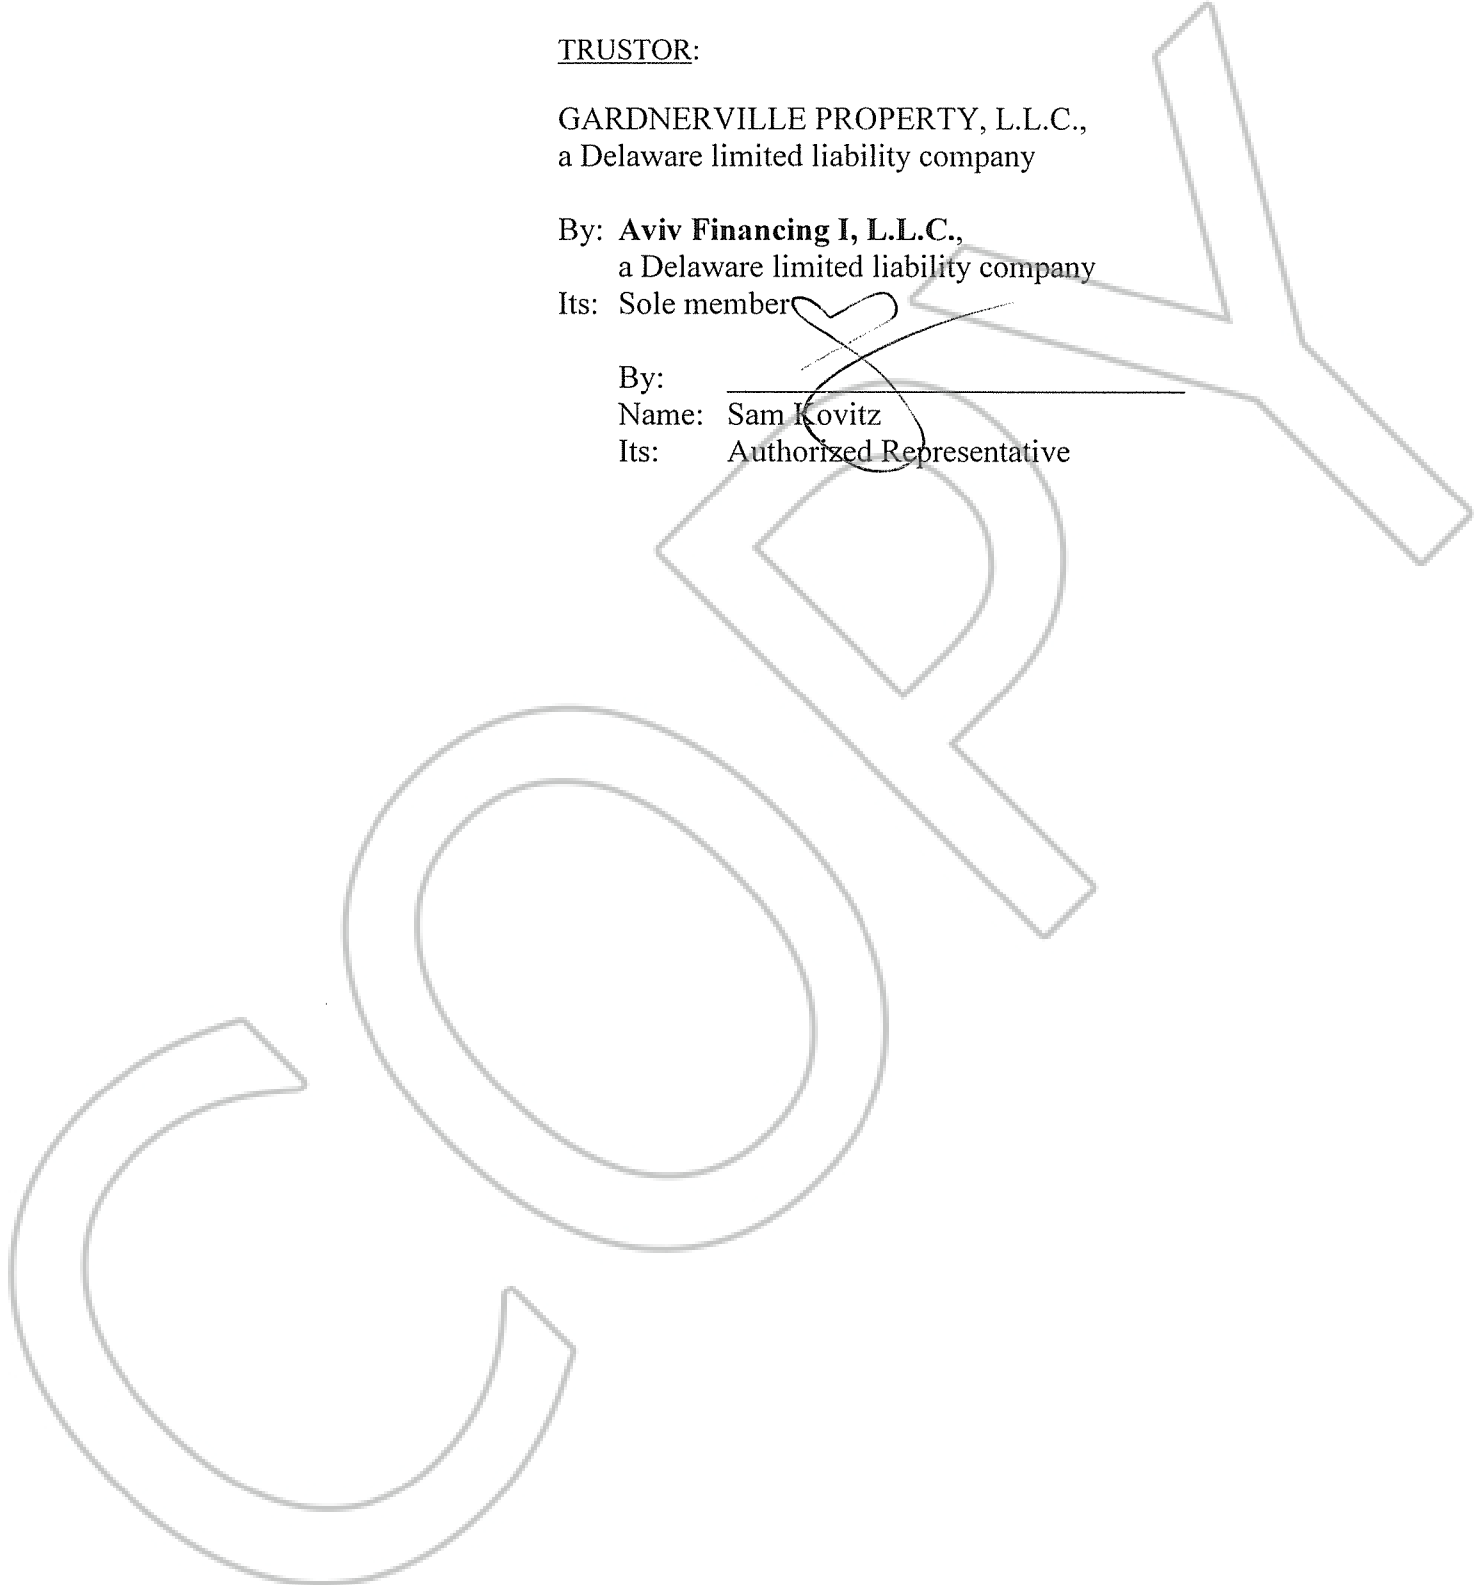 TRUSTOR:
GARDNERVILLE PROPERTY, L.L.C.,
a Delaware limited liability company
By: Aviv Financing I, L.L.C.,
a Delaware limited liability company
Its: Sole member
By:
Name: Sam Kovitz
Its: Authorized Representative
COPY